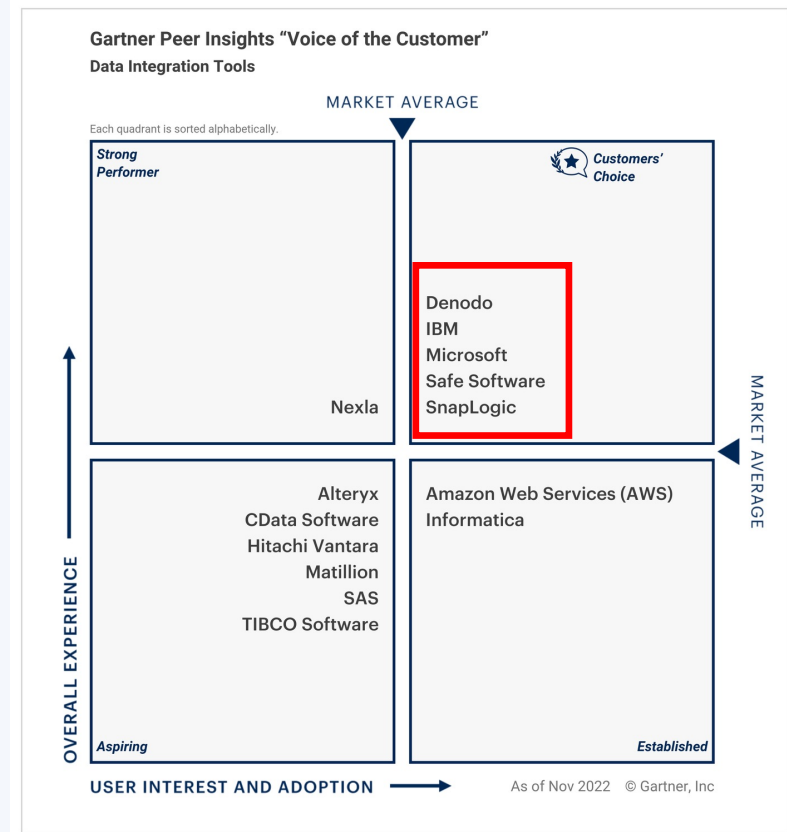 Gartner Peer Insights “Voice of the Customer”
Data Integration Tools
MARKET AVERAGE
Each quadrant is sorted alphabetically.
Strong
Performer
Customers’
Choice
Denodo
IBM
Microsoft
Safe Software
SnapLogic
Nexla
MARKET AVERAGE
Alteryx
CData Software
Hitachi Vantara
Matillion
SAS
TIBCO Software
Amazon Web Services (AWS)
Informatica
OVERALL EXPERIENCE
Aspiring
Established
USER INTEREST AND ADOPTION
As of Nov 2022 © Gartner, Inc